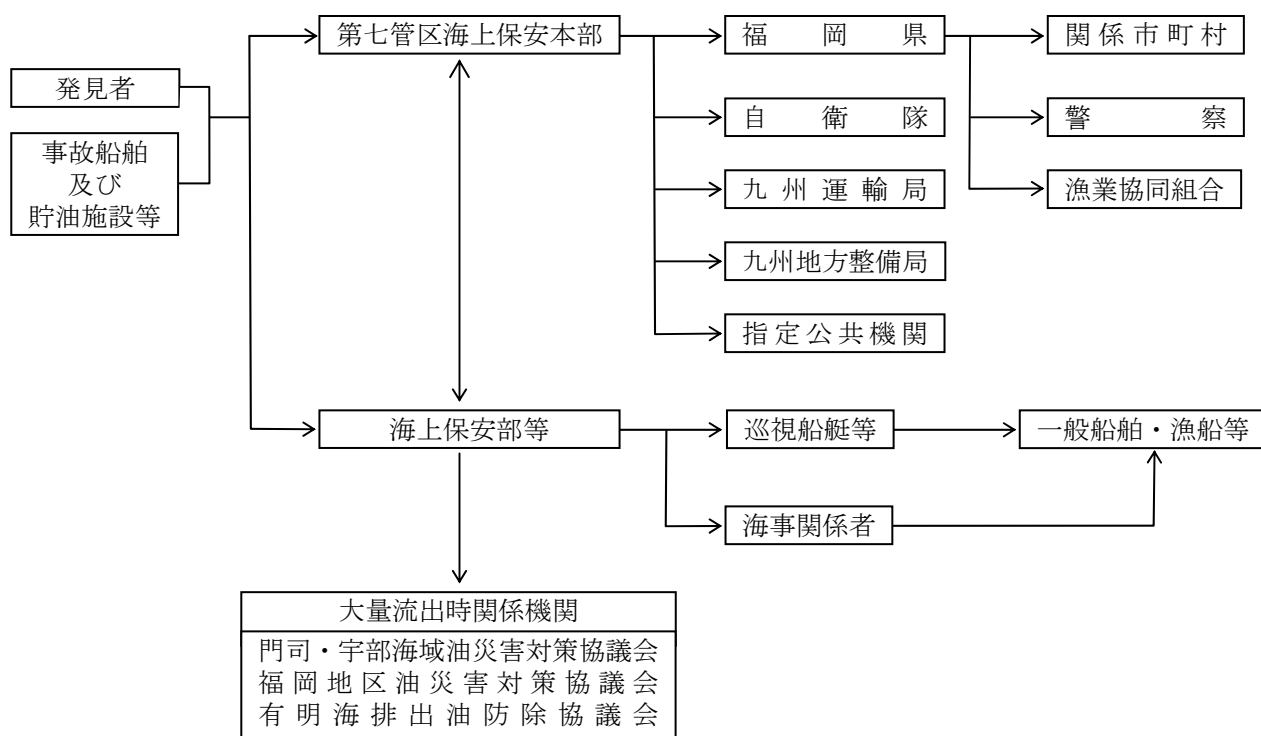 第七管区海上保安本部
福岡県
関係市町村
発見者
自衛隊
警察
事故船舶
及び
貯油施設等
九州運輸局
漁業協同組合
九州地方整備局
指定公共機関
海上保安部等
巡視船艇等
一般船舶・漁船等
海事関係者
大量流出時関係機関
門司・宇部海域油災害対策協議会
福岡地区油災害対策協議会
有明海排出油防除協議会